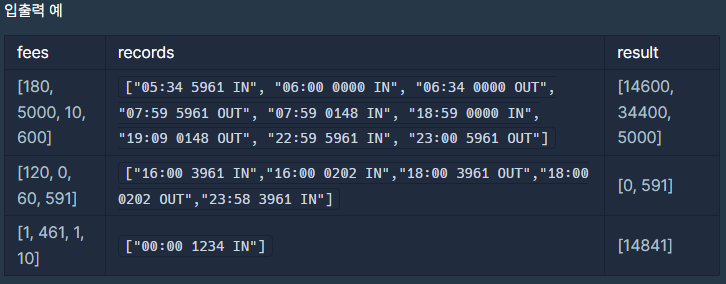 입출력 예
fees records result
[180, 5000, 10, 600] ["05:34 5961 IN", "06:00 0000 IN", "06:34 0000 OUT", "07:59 5961 OUT", "07:59 0148 IN", "18:59 0000 IN", "19:09 0148 OUT", "22:59 5961 IN", "23:00 5961 OUT"] [14600, 34400, 5000]
[120, 0, 60, 591] ["16:00 3961 IN","16:00 0202 IN","18:00 3961 OUT","18:00 0202 OUT","23:58 3961 IN"] [0, 591]
[1, 461, 1, 10] ["00:00 1234 IN"] [14841]